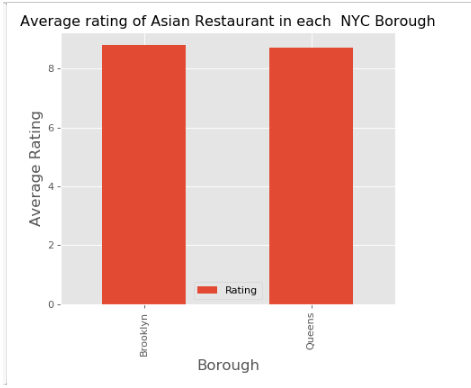 Average rating of Asian Restaurant in each  NYC Borough
8
6
4
2
0
Average Rating
Rating
Brooklyn
Queens
Borough